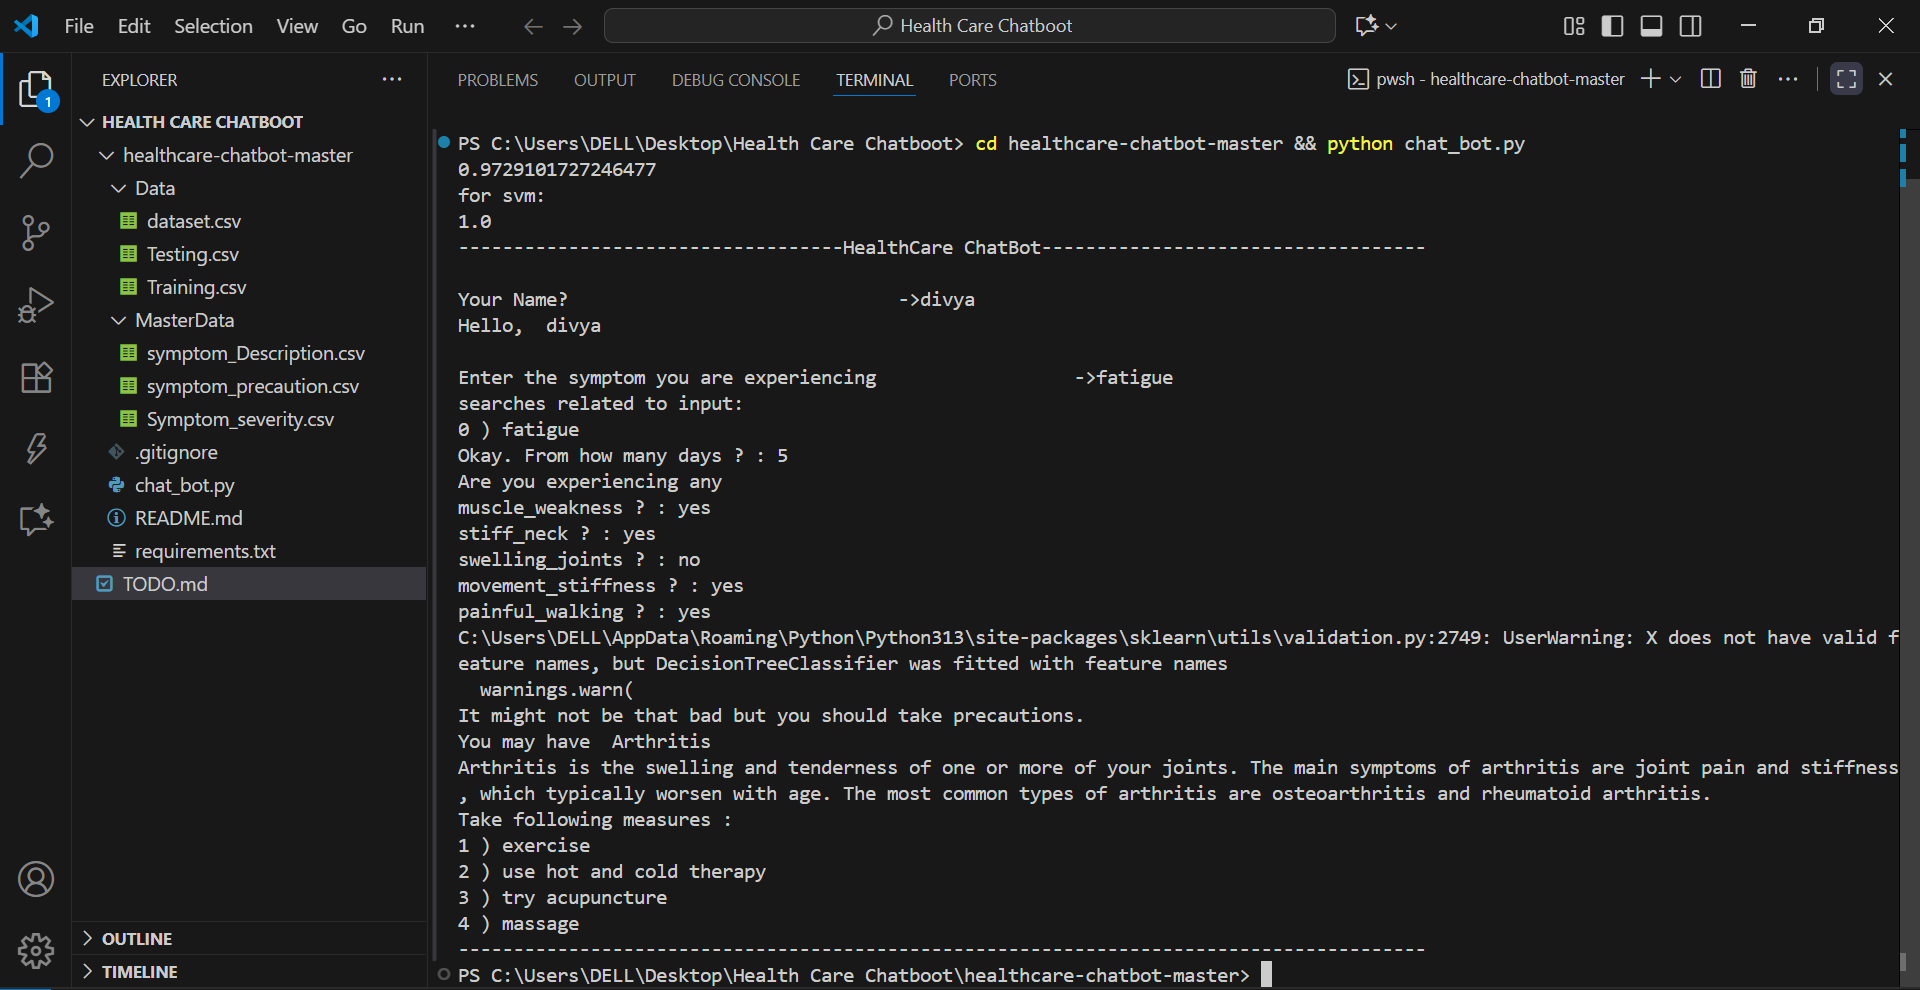 File Edit Selection View Go Run ··· Health Care Chatboot
EXPLORER ···
1
HEALTH CARE CHATBOOT
healthcare-chatbot-master
Data
dataset.csv
Testing.csv
Training.csv
MasterData
symptom_Description.csv
symptom_precaution.csv
Symptom_severity.csv
.gitignore
chat_bot.py
README.md
requirements.txt
TODO.md
OUTLINE
TIMELINE
PROBLEMS OUTPUT DEBUG CONSOLE TERMINAL PORTS pwsh - healthcare-chatbot-master ···
PS C:\Users\DELL\Desktop\Health Care Chatboot> cd healthcare-chatbot-master && python chat_bot.py
0.9729101727246477
for svm:
1.0
-----------------------------------HealthCare ChatBot-----------------------------------
Your Name? ->divya
Hello,  divya
Enter the symptom you are experiencing ->fatigue
searches related to input:
0 ) fatigue
Okay. From how many days ? : 5
Are you experiencing any
muscle_weakness ? : yes
stiff_neck ? : yes
swelling_joints ? : no
movement_stiffness ? : yes
painful_walking ? : yes
C:\Users\DELL\AppData\Roaming\Python\Python313\site-packages\sklearn\utils\validation.py:2749: UserWarning: X does not have valid f
eature names, but DecisionTreeClassifier was fitted with feature names
  warnings.warn(
It might not be that bad but you should take precautions.
You may have  Arthritis
Arthritis is the swelling and tenderness of one or more of your joints. The main symptoms of arthritis are joint pain and stiffness
, which typically worsen with age. The most common types of arthritis are osteoarthritis and rheumatoid arthritis.
Take following measures :
1 ) exercise
2 ) use hot and cold therapy
3 ) try acupuncture
4 ) massage
----------------------------------------------------------------------------------------
PS C:\Users\DELL\Desktop\Health Care Chatboot\healthcare-chatbot-master>